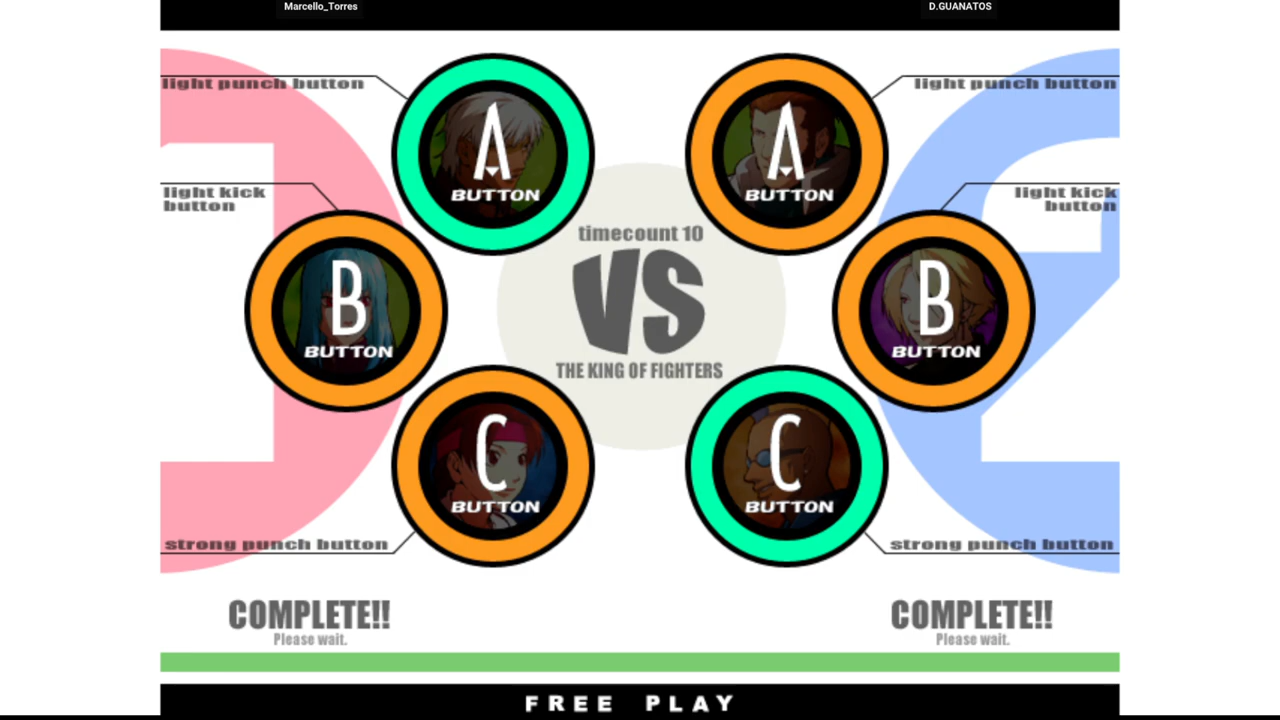 Marcello_Torres
D.GUANATOS
light punch button
A
BUTTON
A
BUTTON
light punch button
light kick
button
B
BUTTON
timecount 10
VS
THE KING OF FIGHTERS
light kick
button
B
BUTTON
C
BUTTON
C
BUTTON
strong punch button
strong punch button
COMPLETE!!
Please wait.
COMPLETE!!
Please wait.
FREE PLAY